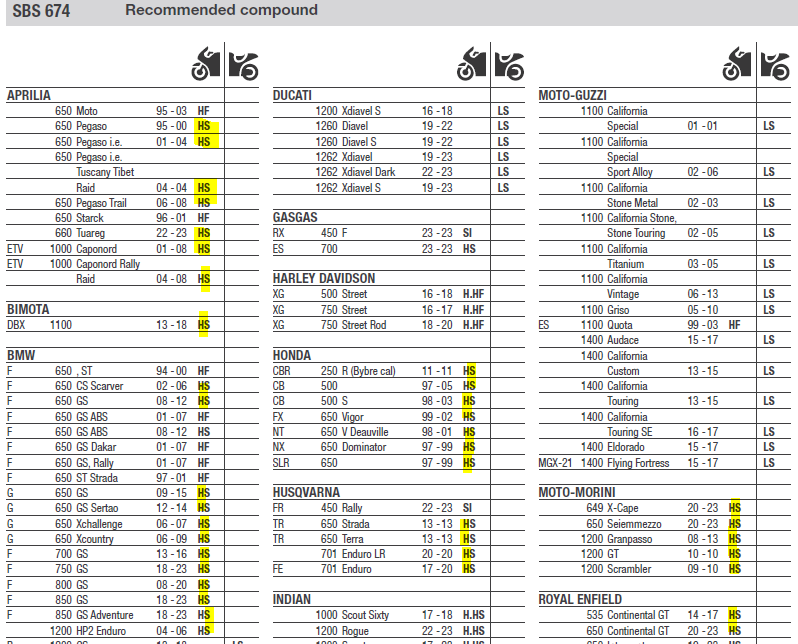 SBS 674 Recommended compound
APRILIA
650 Moto 95 - 03 HF
650 Pegaso 95 - 00 HS
650 Pegaso i.e. 01 - 04 HS
650 Pegaso i.e.
Tuscany Tibet
Raid 04 - 04 HS
650 Pegaso Trail 06 - 08 HS
650 Starck 96 - 01 HF
660 Tuareg 22 - 23 HS
ETV 1000 Caponord 01 - 08 HS
ETV 1000 Caponord Rally
Raid 04 - 08 HS
BIMOTA
DBX 1100 13 - 18 HS
BMW
F 650 , ST 94 - 00 HF
F 650 CS Scarver 02 - 06 HS
F 650 GS 08 - 12 HS
F 650 GS ABS 01 - 07 HF
F 650 GS ABS 08 - 12 HS
F 650 GS Dakar 01 - 07 HF
F 650 GS, Rally 01 - 07 HF
F 650 ST Strada 97 - 01 HF
G 650 GS 09 - 15 HS
G 650 GS Sertao 12 - 14 HS
G 650 Xchallenge 06 - 07 HS
G 650 Xcountry 06 - 09 HS
F 700 GS 13 - 16 HS
F 750 GS 18 - 23 HS
F 800 GS 08 - 20 HS
F 850 GS 18 - 23 HS
F 850 GS Adventure 18 - 23 HS
1200 HP2 Enduro 04 - 06 HS
DUCATI
1200 Xdiavel S 16 - 18 LS
1260 Diavel 19 - 22 LS
1260 Diavel S 19 - 22 LS
1262 Xdiavel 19 - 23 LS
1262 Xdiavel Dark 22 - 23 LS
1262 Xdiavel S 19 - 23 LS
GASGAS
RX 450 F 23 - 23 SI
ES 700 23 - 23 HS
HARLEY DAVIDSON
XG 500 Street 16 - 18 H.HF
XG 750 Street 16 - 17 H.HF
XG 750 Street Rod 18 - 20 H.HF
HONDA
CBR 250 R (Bybre cal) 11 - 11 HS
CB 500 97 - 05 HS
CB 500 S 98 - 03 HS
FX 650 Vigor 99 - 02 HS
NT 650 V Deauville 98 - 01 HS
NX 650 Dominator 97 - 99 HS
SLR 650 97 - 99 HS
HUSQVARNA
FR 450 Rally 22 - 23 SI
TR 650 Strada 13 - 13 HS
TR 650 Terra 13 - 13 HS
701 Enduro LR 20 - 20 HS
FE 701 Enduro 17 - 20 HS
INDIAN
1000 Scout Sixty 17 - 18 H.HS
1200 Rogue 22 - 23 H.HS
MOTO-GUZZI
1100 California
Special 01 - 01 LS
1100 California
Special
Sport Alloy 02 - 06 LS
1100 California
Stone Metal 02 - 03 LS
1100 California Stone,
Stone Touring 02 - 05 LS
1100 California
Titanium 03 - 05 LS
1100 California
Vintage 06 - 13 LS
1100 Griso 05 - 10 LS
ES 1100 Quota 99 - 03 HF
1400 Audace 15 - 17 LS
1400 California
Custom 13 - 15 LS
1400 California
Touring 13 - 15 LS
1400 California
Touring SE 16 - 17 LS
1400 Eldorado 15 - 17 LS
MGX-21 1400 Flying Fortress 15 - 17 LS
MOTO-MORINI
649 X-Cape 20 - 23 HS
650 Seiemmezzo 20 - 23 HS
1200 Granpasso 08 - 13 HS
1200 GT 10 - 10 HS
1200 Scrambler 09 - 10 HS
ROYAL ENFIELD
535 Continental GT 14 - 17 HS
650 Continental GT 20 - 23 HS